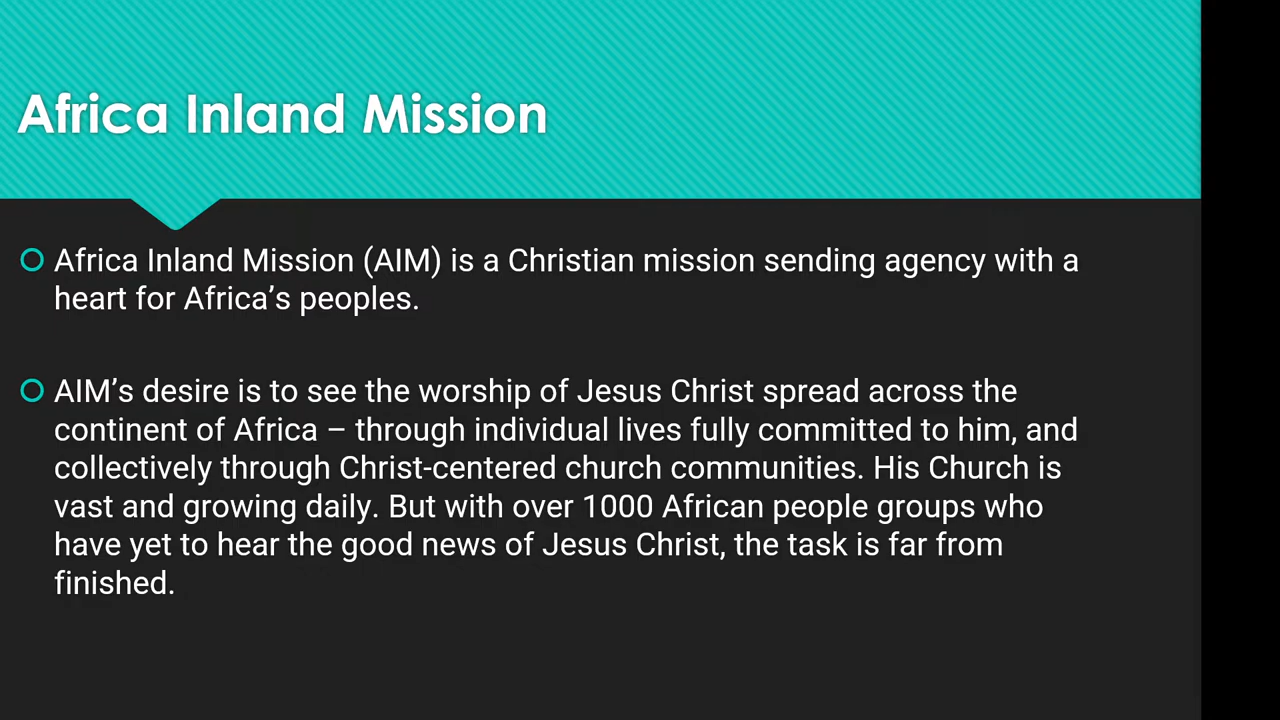 Africa Inland Mission
Africa Inland Mission (AIM) is a Christian mission sending agency with a
heart for Africa’s peoples.
AIM’s desire is to see the worship of Jesus Christ spread across the
continent of Africa – through individual lives fully committed to him, and
collectively through Christ-centered church communities. His Church is
vast and growing daily. But with over 1000 African people groups who
have yet to hear the good news of Jesus Christ, the task is far from
finished.